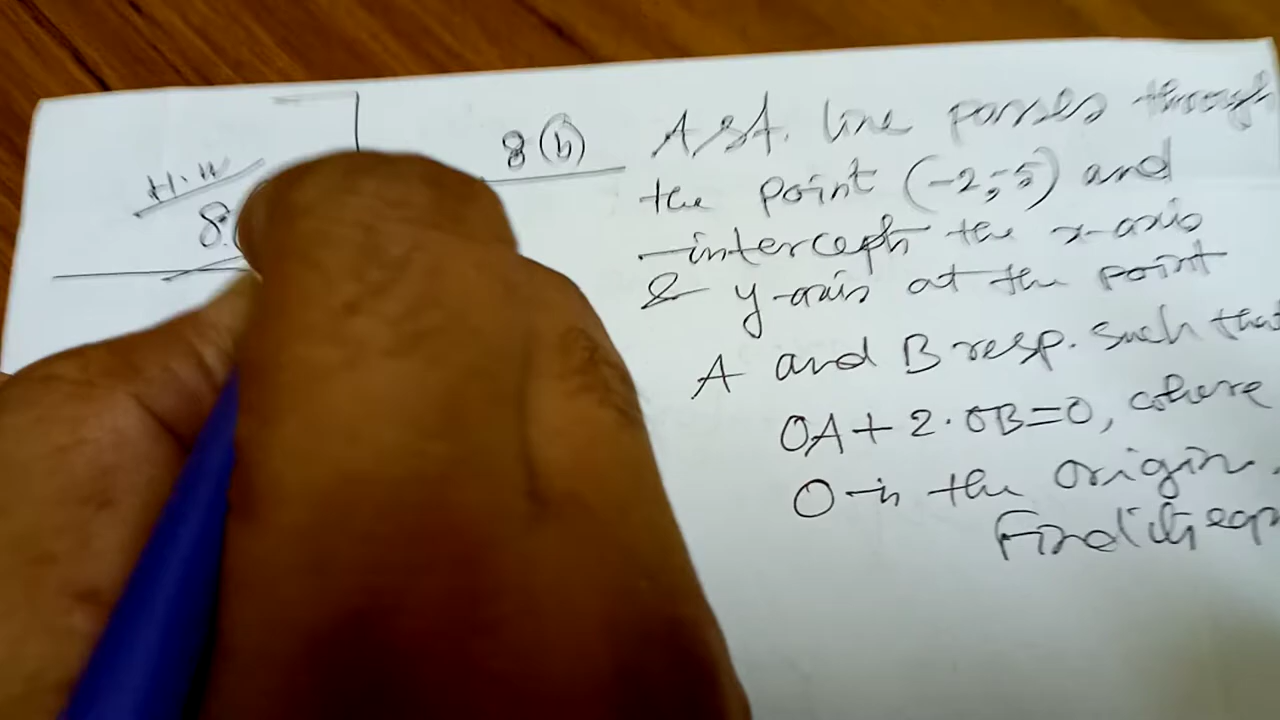 H.W
8.
8(b)
A st. line passes through
the point (-2,-5) and
intercepts the x-axis
& y-axis at the point
A and B resp. such that
OA+2.OB=0, where
O is the origin.
Find its eqn